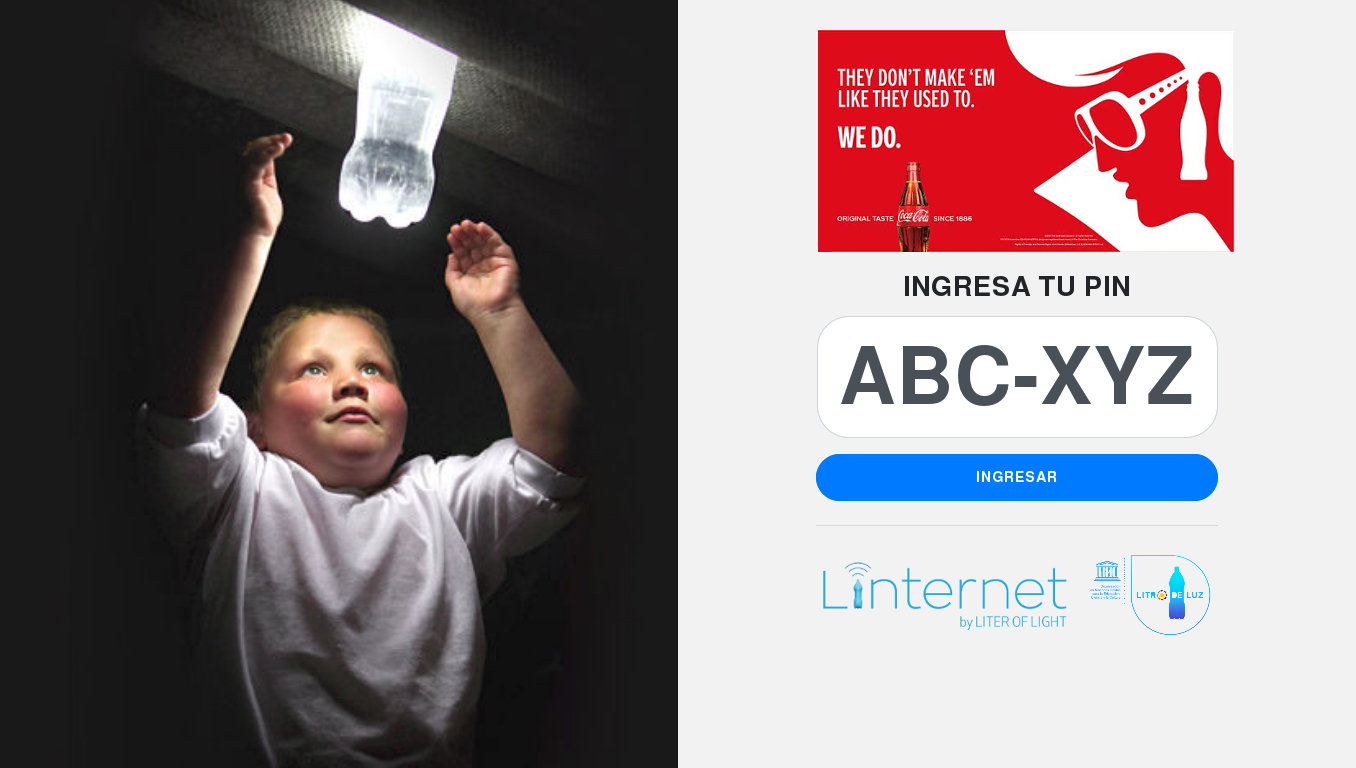 THEY DON'T MAKE 'EM
LIKE THEY USED TO.
WE DO.
ORIGINAL TASTE Coca-Cola SINCE 1886
INGRESA TU PIN
ABC-XYZ
INGRESAR
Linternet
by LITER OF LIGHT
LITRO DE LUZ